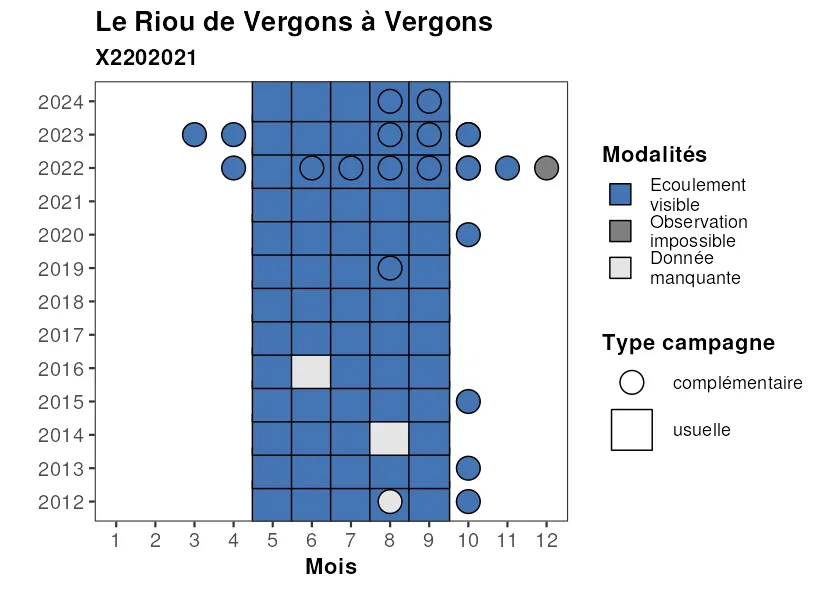 Le Riou de Vergons à Vergons
X2202021
2024
2023
2022
2021
2020
2019
2018
2017
2016
2015
2014
2013
2012
1 2 3 4 5 6 7 8 9 10 11 12
Mois
Modalités
Ecoulement
visible
Observation
impossible
Donnée
manquante
Type campagne
complémentaire
usuelle